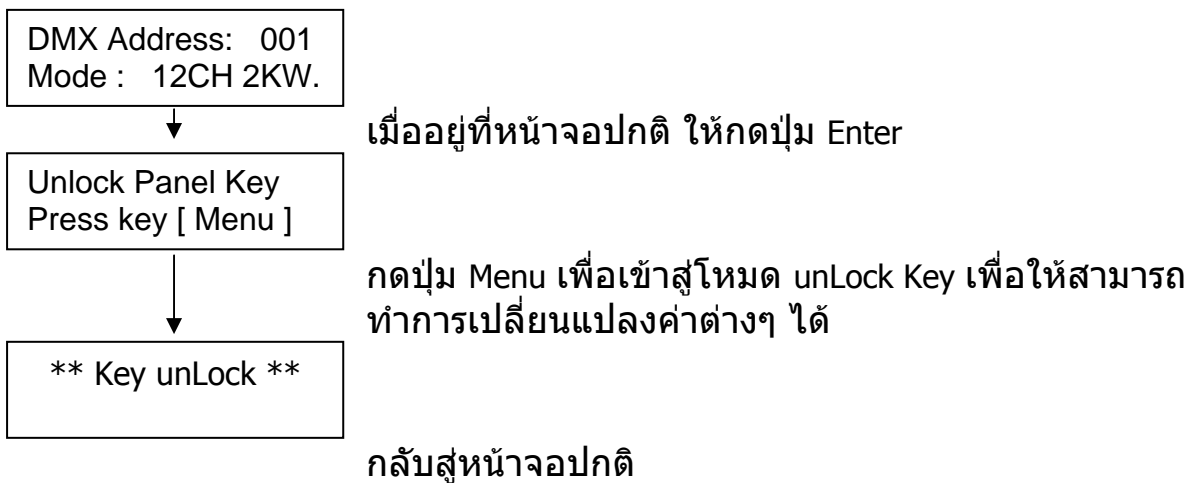 DMX Address: 001
Mode : 12CH 2KW.
เมื่ออยู่ที่หน้าจอปกติ ให้กดปุ่ม Enter
Unlock Panel Key
Press key [ Menu ]
กดปุ่ม Menu เพื่อเข้าสู่โหมด unLock Key เพื่อให้สามารถ
ทำการเปลี่ยนแปลงค่าต่างๆ ได้
** Key unLock **
กลับสู่หน้าจอปกติ